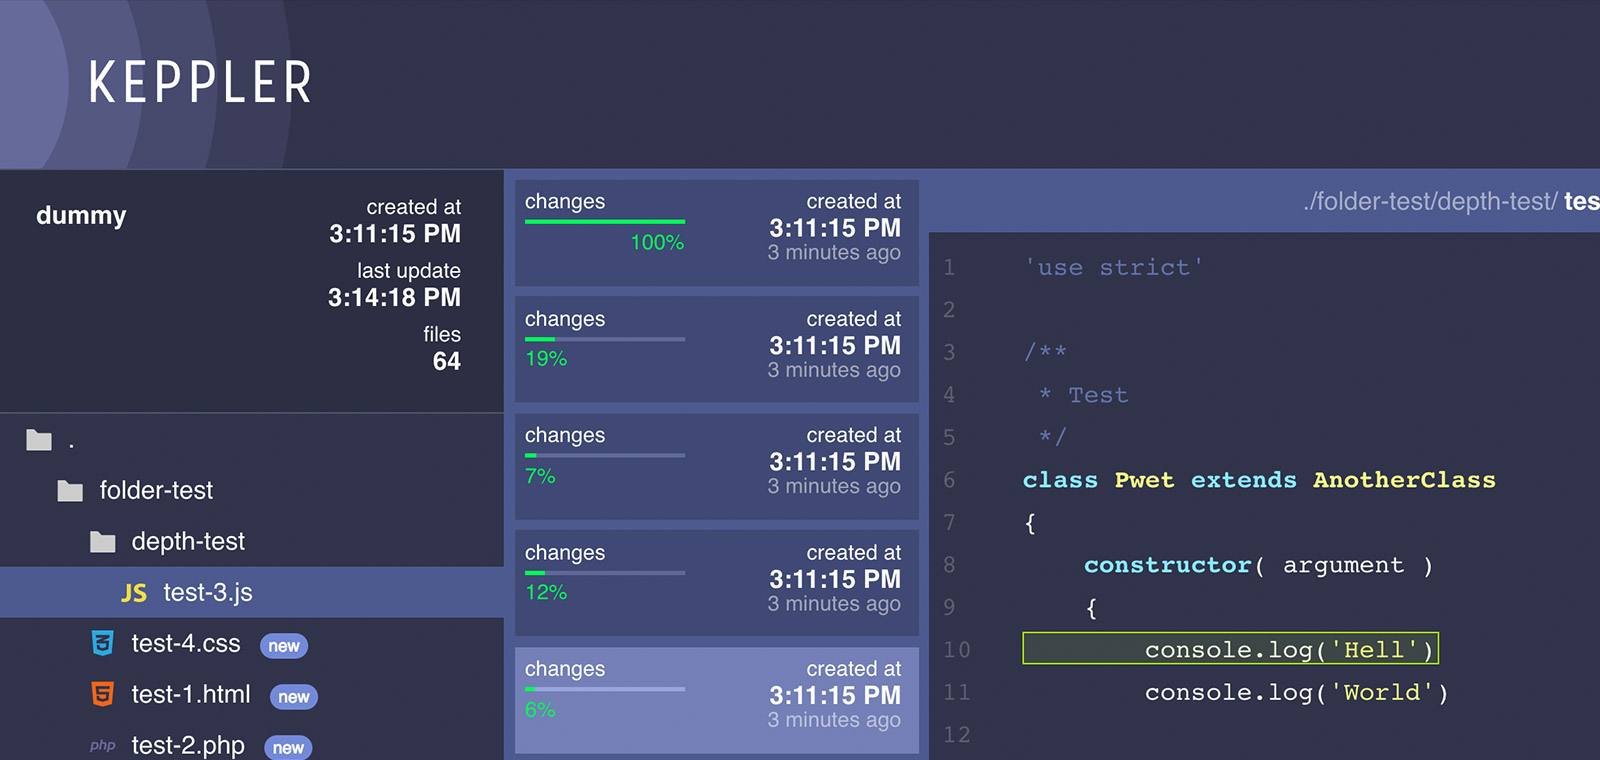 KEPPLER
dummy
created at
3:11:15 PM
last update
3:14:18 PM
files
64
.
folder-test
depth-test
JS test-3.js
test-4.css new
test-1.html new
php test-2.php new
changes
100%
created at
3:11:15 PM
3 minutes ago
changes
19%
created at
3:11:15 PM
3 minutes ago
changes
7%
created at
3:11:15 PM
3 minutes ago
changes
12%
created at
3:11:15 PM
3 minutes ago
changes
6%
created at
3:11:15 PM
3 minutes ago
./folder-test/depth-test/ tes
1 'use strict'
2
3 /**
4 * Test
5 */
6 class Pwet extends AnotherClass
7 {
8 constructor( argument )
9 {
10 console.log('Hell')
11 console.log('World')
12